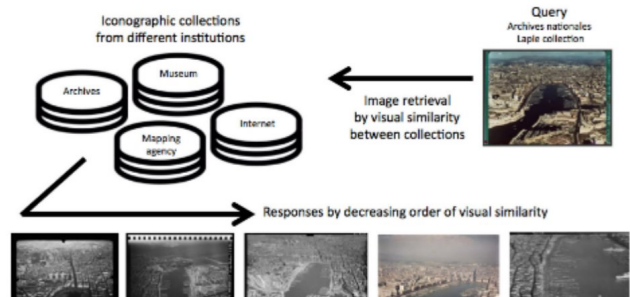 Iconographic collections
from different institutions
Query
Archives nationales
Lapie collection
Archives
Museum
Internet
Mapping
agency
Image retrieval
by visual similarity
between collections
Responses by decreasing order of visual similarity